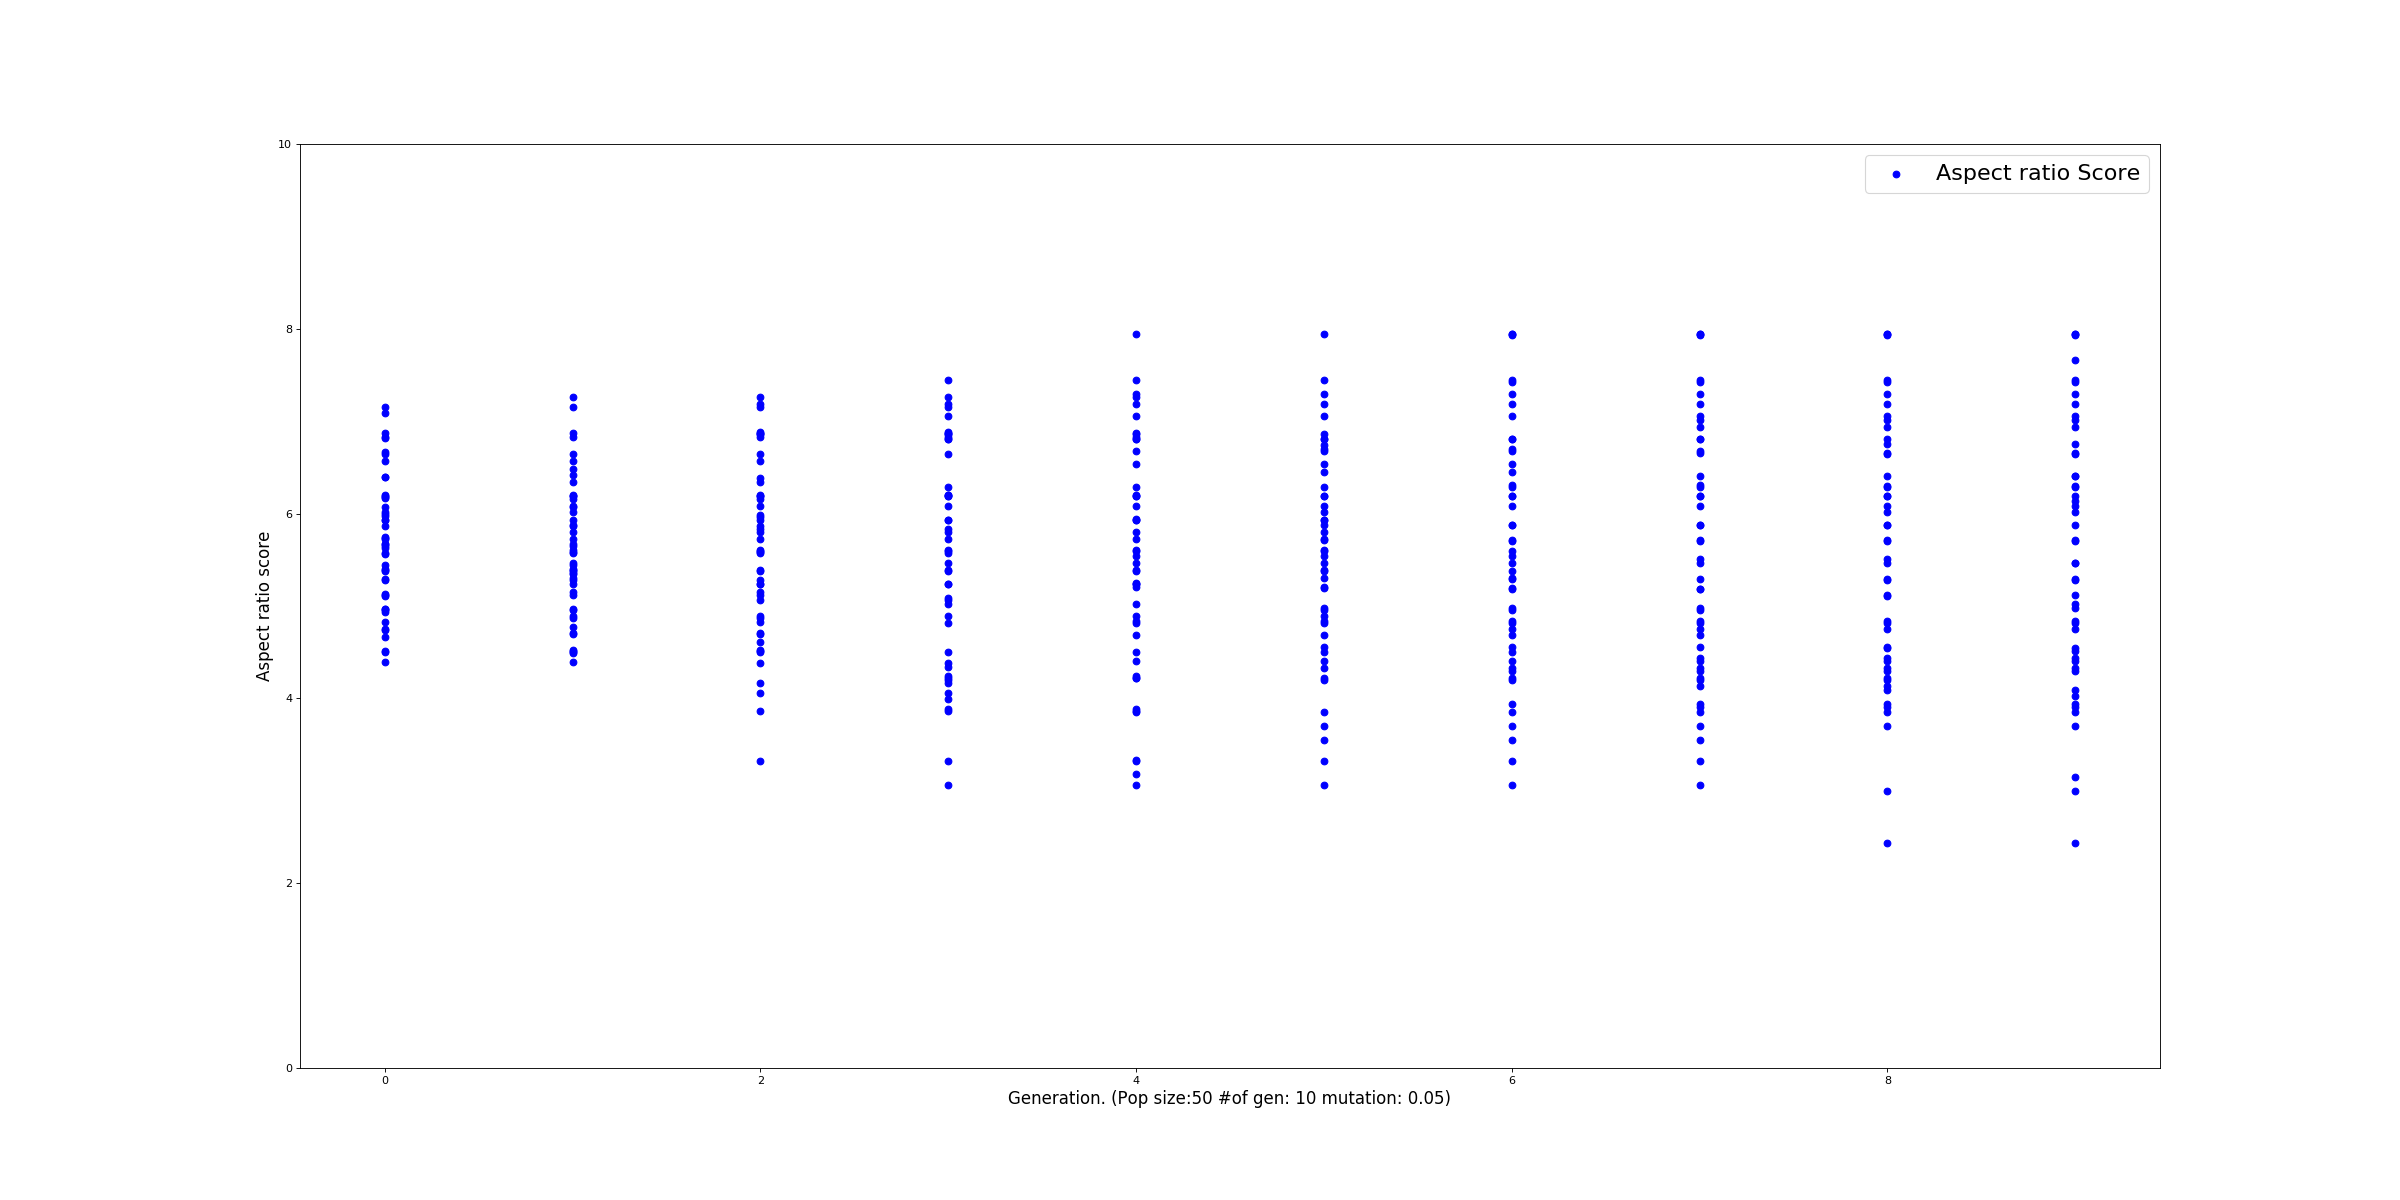 Aspect ratio Score
Aspect ratio score
10
8
6
4
2
0
0 2 4 6 8
Generation. (Pop size:50 #of gen: 10 mutation: 0.05)